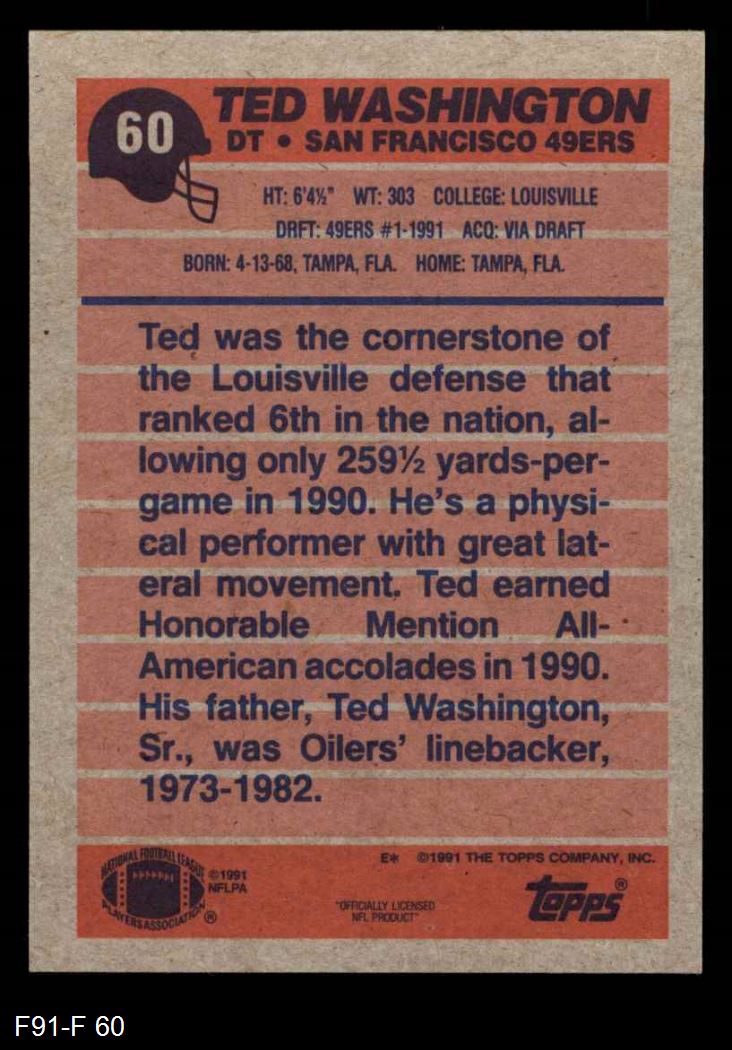 60
TED WASHINGTON
DT • SAN FRANCISCO 49ERS
HT: 6'4½" WT: 303 COLLEGE: LOUISVILLE
DRFT: 49ERS #1-1991 ACQ: VIA DRAFT
BORN: 4-13-68, TAMPA, FLA. HOME: TAMPA, FLA.
Ted was the cornerstone of
the Louisville defense that
ranked 6th in the nation, al-
lowing only 259½ yards-per-
game in 1990. He's a physi-
cal performer with great lat-
eral movement. Ted earned
Honorable Mention All-
American accolades in 1990.
His father, Ted Washington,
Sr., was Oilers' linebacker,
1973-1982.
E* ©1991 THE TOPPS COMPANY, INC.
NATIONAL FOOTBALL LEAGUE
PLAYERS ASSOCIATION ®
©1991
NFLPA
"OFFICIALLY LICENSED
NFL PRODUCT"
topps®
F91-F 60